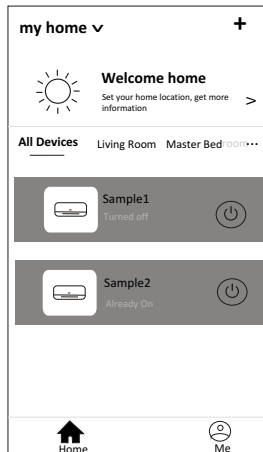 my home
+
Welcome home
Set your home location, get more
information
>
All Devices Living Room Master Bedroom...
Sample1
Turned off
Sample2
Already On
Home
Me